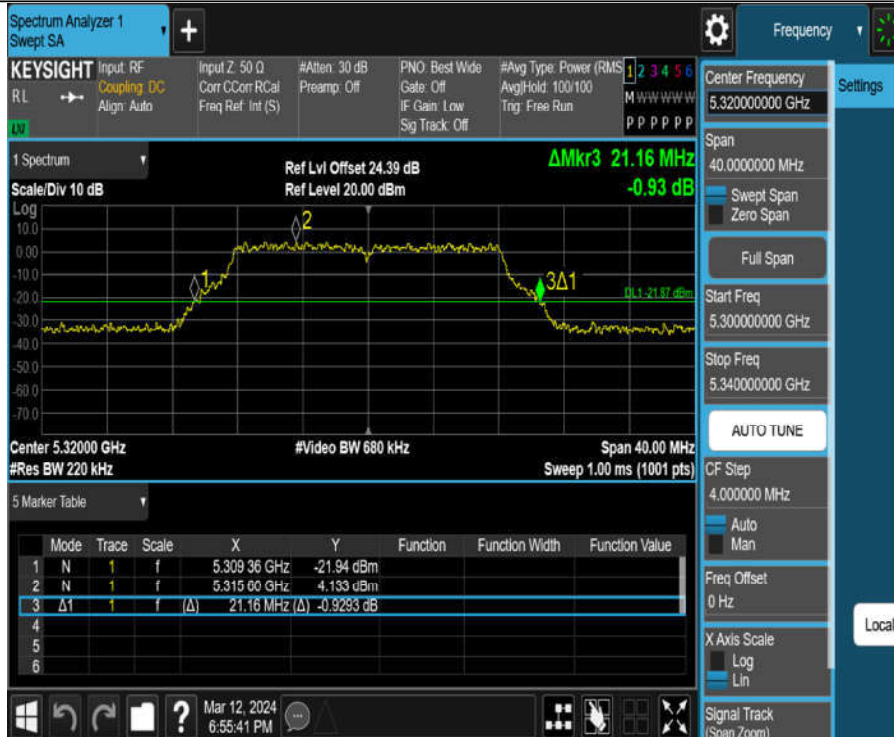 Spectrum Analyzer 1
Swept SA
+
Frequency
KEYSIGHT
RL
LXI
Input: RF
Coupling: DC
Align: Auto
Input Z: 50 Ω
Corr CCorr RCal
Freq Ref: Int (S)
#Atten: 30 dB
Preamp: Off
PNO: Best Wide
Gate: Off
IF Gain: Low
Sig Track: Off
#Avg Type: Power (RMS
Avg|Hold: 100/100
Trig: Free Run
1 2 3 4 5 6
M W W W W W
P P P P P P
1 Spectrum
Scale/Div 10 dB
Ref Lvl Offset 24.39 dB
Ref Level 20.00 dBm
ΔMkr3 21.16 MHz
-0.93 dB
Log
10.0
0.00
-10.0
-20.0
-30.0
-40.0
-50.0
-60.0
-70.0
1
2
3Δ1
DL1 -21.87 dBm
Center 5.32000 GHz
#Res BW 220 kHz
#Video BW 680 kHz
Span 40.00 MHz
Sweep 1.00 ms (1001 pts)
5 Marker Table
Mode Trace Scale X Y Function Function Width Function Value
1 N 1 f 5.309 36 GHz -21.94 dBm
2 N 1 f 5.315 60 GHz 4.133 dBm
3 Δ1 1 f (Δ) 21.16 MHz (Δ) -0.9293 dB
4
5
6
?
Mar 12, 2024
6:55:41 PM
Center Frequency
5.320000000 GHz
Span
40.0000000 MHz
Swept Span
Zero Span
Full Span
Start Freq
5.300000000 GHz
Stop Freq
5.340000000 GHz
AUTO TUNE
CF Step
4.000000 MHz
Auto
Man
Freq Offset
0 Hz
X Axis Scale
Log
Lin
Signal Track
(Span Zoom)
Settings
Local